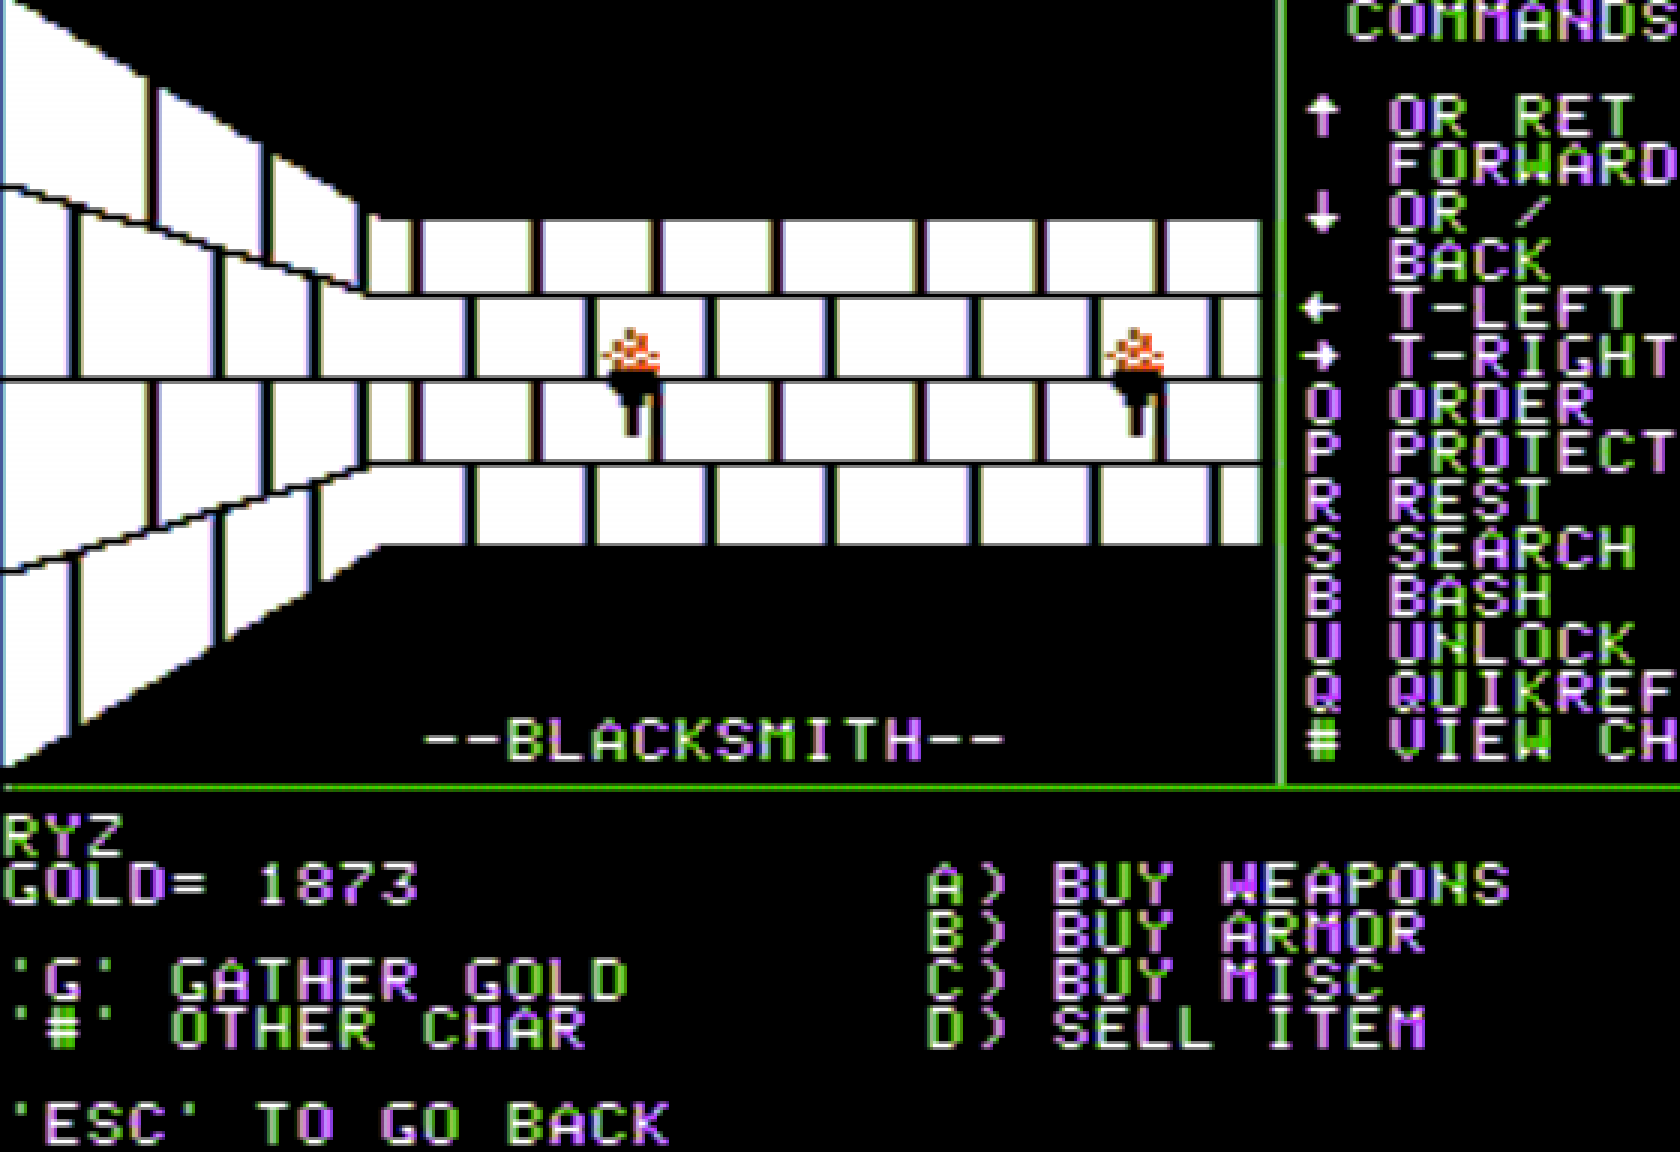 COMMANDS
↑ OR RET
FORWARD
↓ OR /
BACK
← T-LEFT
→ T-RIGHT
O ORDER
P PROTECT
R REST
S SEARCH
B BASH
U UNLOCK
Q QUIKREF
# VIEW CH
--BLACKSMITH--
RYZ
GOLD= 1873
'G' GATHER GOLD
'#' OTHER CHAR
'ESC' TO GO BACK
A) BUY WEAPONS
B) BUY ARMOR
C) BUY MISC
D) SELL ITEM